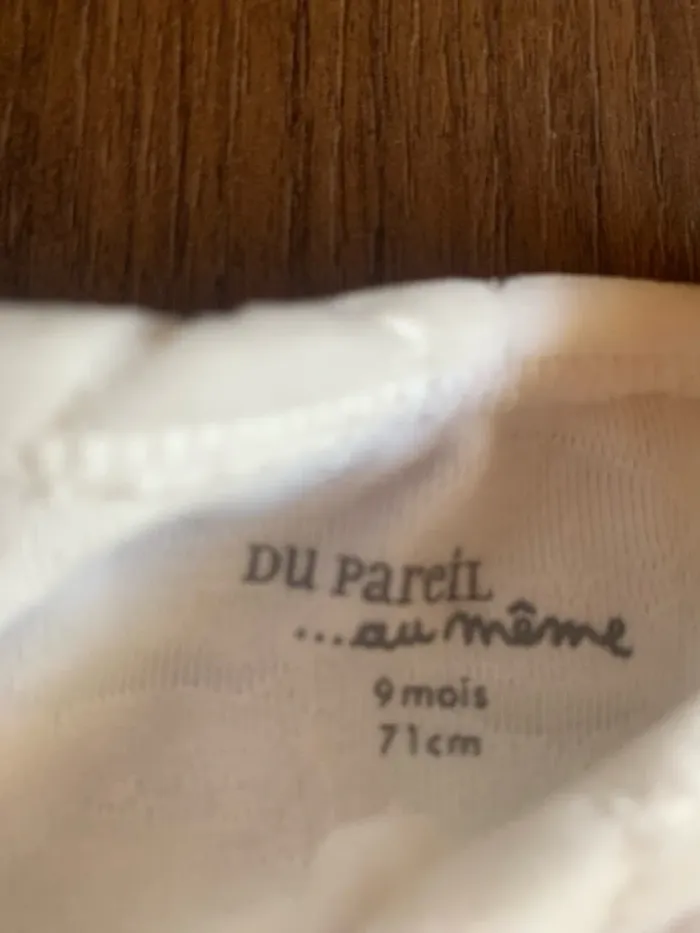 DU PareiL
...au même
9 mois
71cm